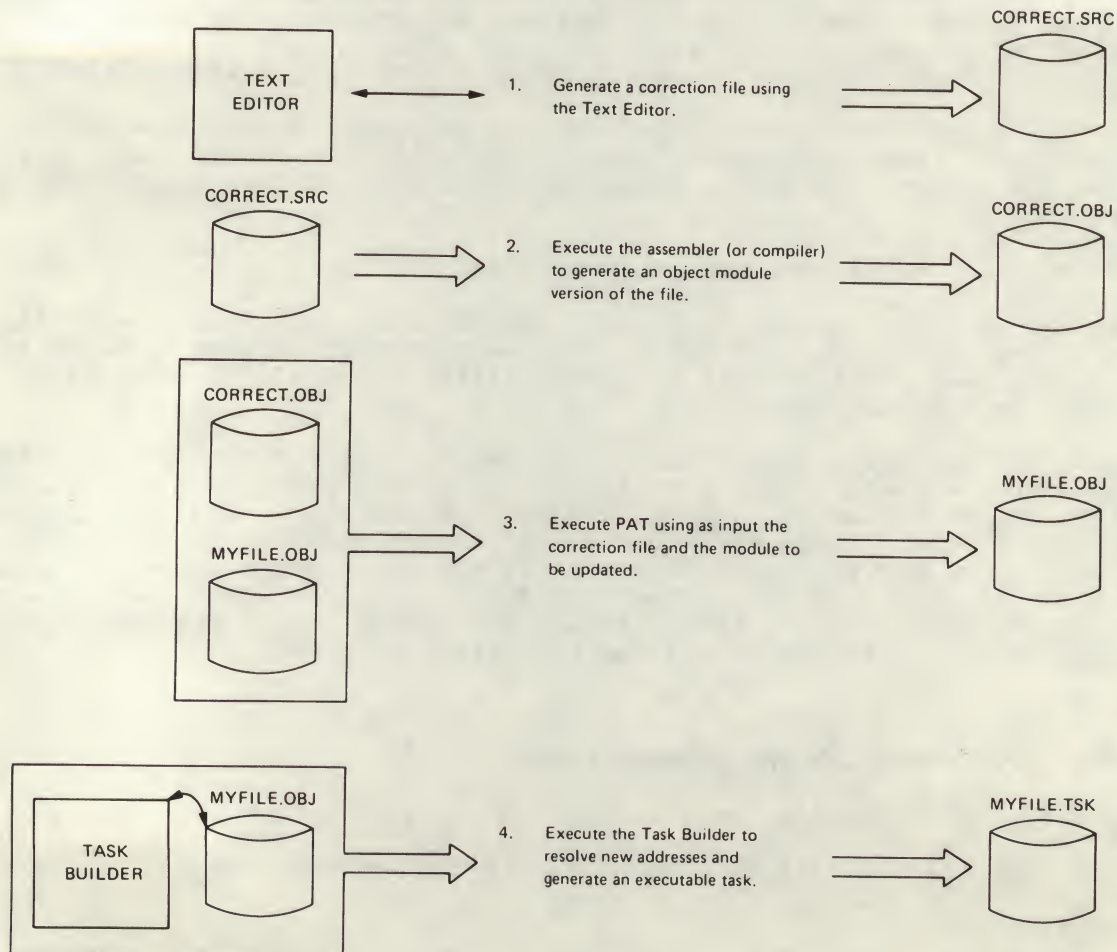 CORRECT.SRC
TEXT
EDITOR
1. Generate a correction file using
the Text Editor.
CORRECT.SRC
CORRECT.OBJ
2. Execute the assembler (or compiler)
to generate an object module
version of the file.
CORRECT.OBJ
MYFILE.OBJ
3. Execute PAT using as input the
correction file and the module to
be updated.
MYFILE.OBJ
TASK
BUILDER
MYFILE.OBJ
4. Execute the Task Builder to
resolve new addresses and
generate an executable task.
MYFILE.TSK